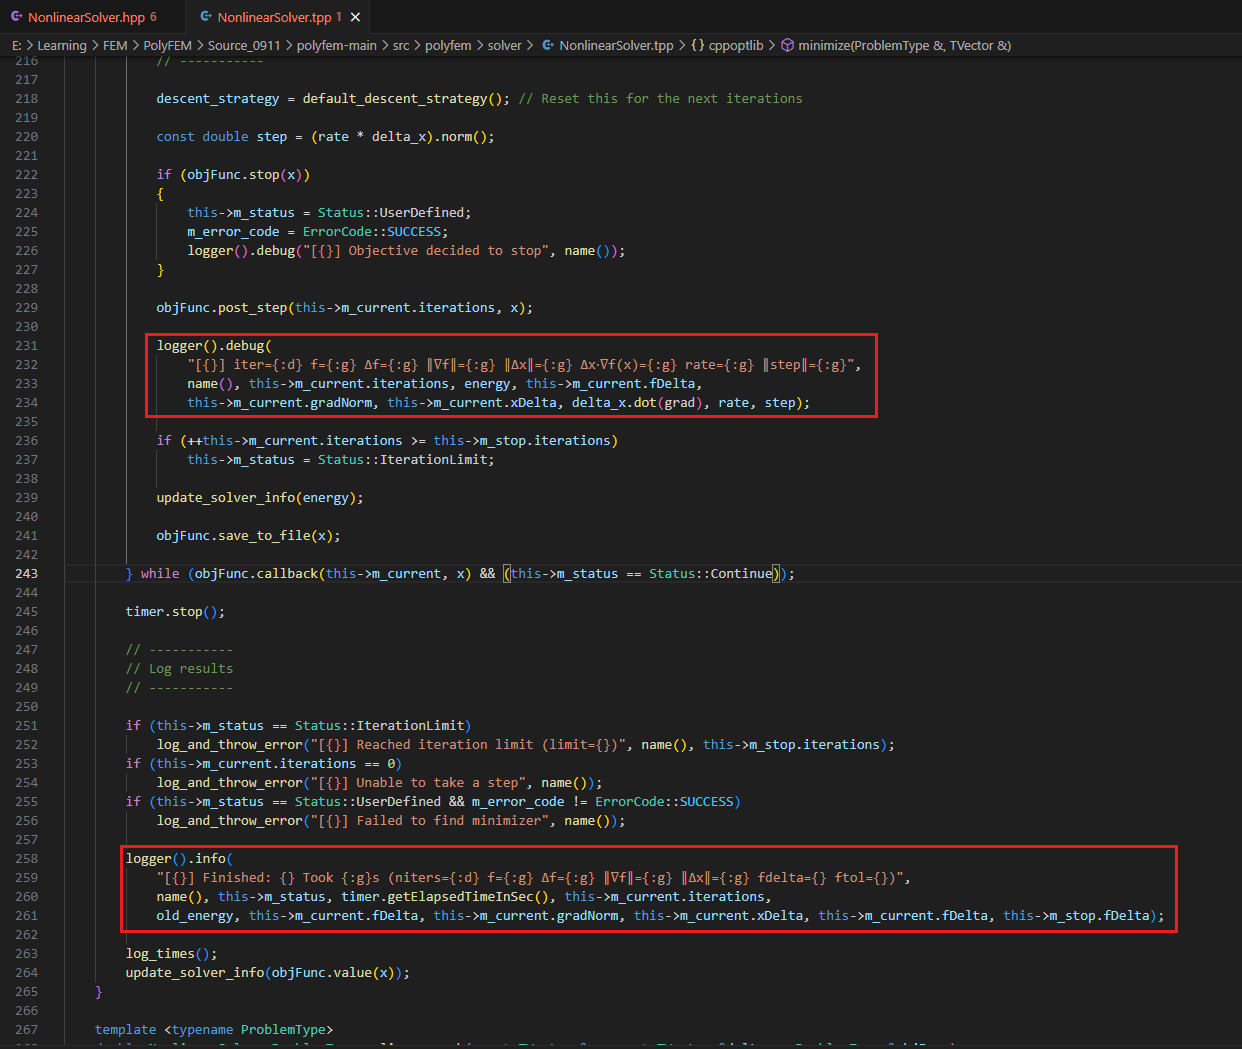 NonlinearSolver.hpp 6
NonlinearSolver.tpp 1
E: > Learning > FEM > PolyFEM > Source_0911 > polyfem-main > src > polyfem > solver > NonlinearSolver.tpp > {} cppoptlib > minimize(ProblemType &, TVector &)
216 // -----------
217
218 descent_strategy = default_descent_strategy(); // Reset this for the next iterations
219
220 const double step = (rate * delta_x).norm();
221
222 if (objFunc.stop(x))
223 {
224 this->m_status = Status::UserDefined;
225 m_error_code = ErrorCode::SUCCESS;
226 logger().debug("[{}] Objective decided to stop", name());
227 }
228
229 objFunc.post_step(this->m_current.iterations, x);
230
231 logger().debug(
232 "[{}] iter={:d} f={:g} Δf={:g} ‖∇f‖={:g} ‖Δx‖={:g} Δx⋅∇f(x)={:g} rate={:g} ‖step‖={:g}",
233 name(), this->m_current.iterations, energy, this->m_current.fDelta,
234 this->m_current.gradNorm, this->m_current.xDelta, delta_x.dot(grad), rate, step);
235
236 if (++this->m_current.iterations >= this->m_stop.iterations)
237 this->m_status = Status::IterationLimit;
238
239 update_solver_info(energy);
240
241 objFunc.save_to_file(x);
242
243 } while (objFunc.callback(this->m_current, x) && (this->m_status == Status::Continue));
244
245 timer.stop();
246
247 // -----------
248 // Log results
249 // -----------
250
251 if (this->m_status == Status::IterationLimit)
252 log_and_throw_error("[{}] Reached iteration limit (limit={})", name(), this->m_stop.iterations);
253 if (this->m_current.iterations == 0)
254 log_and_throw_error("[{}] Unable to take a step", name());
255 if (this->m_status == Status::UserDefined && m_error_code != ErrorCode::SUCCESS)
256 log_and_throw_error("[{}] Failed to find minimizer", name());
257
258 logger().info(
259 "[{}] Finished: {} Took {:g}s (niters={:d} f={:g} Δf={:g} ‖∇f‖={:g} ‖Δx‖={:g} fdelta={} ftol={})",
260 name(), this->m_status, timer.getElapsedTimeInSec(), this->m_current.iterations,
261 old_energy, this->m_current.fDelta, this->m_current.gradNorm, this->m_current.xDelta, this->m_current.fDelta, this->m_stop.fDelta);
262
263 log_times();
264 update_solver_info(objFunc.value(x));
265 }
266
267 template <typename ProblemType>